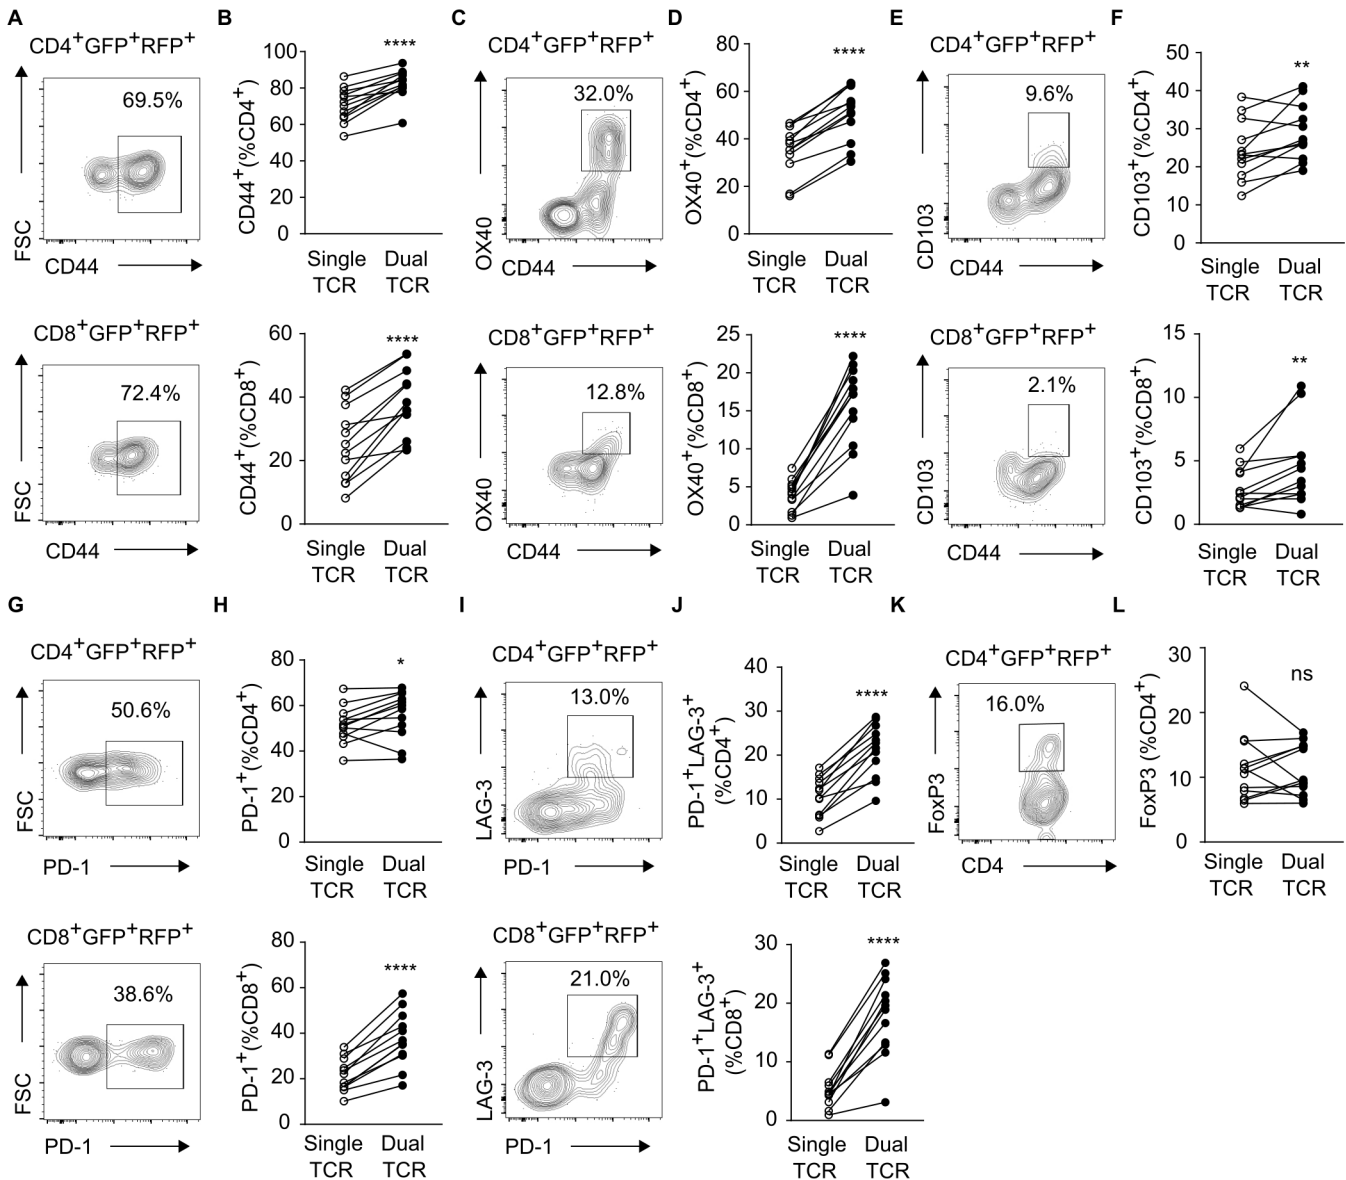 A
CD4+GFP+RFP+
69.5%
FSC
CD44
B
100
80
60
40
20
0
CD44+(%CD4+)
****
Single TCR
Dual TCR
C
CD4+GFP+RFP+
32.0%
OX40
CD44
D
80
60
40
20
0
OX40+(%CD4+)
****
Single TCR
Dual TCR
E
CD4+GFP+RFP+
9.6%
CD103
CD44
F
50
40
30
20
10
0
CD103+(%CD4+)
**
Single TCR
Dual TCR
CD8+GFP+RFP+
72.4%
FSC
CD44
60
40
20
0
CD44+(%CD8+)
****
Single TCR
Dual TCR
CD8+GFP+RFP+
12.8%
OX40
CD44
25
20
15
10
5
0
OX40+(%CD8+)
****
Single TCR
Dual TCR
CD8+GFP+RFP+
2.1%
CD103
CD44
15
10
5
0
CD103+(%CD8+)
**
Single TCR
Dual TCR
G
CD4+GFP+RFP+
50.6%
FSC
PD-1
H
80
60
40
20
0
PD-1+(%CD4+)
*
Single TCR
Dual TCR
I
CD4+GFP+RFP+
13.0%
LAG-3
PD-1
J
40
30
20
10
0
PD-1+LAG-3+
(%CD4+)
****
Single TCR
Dual TCR
K
CD4+GFP+RFP+
16.0%
FoxP3
CD4
L
30
20
10
0
FoxP3 (%CD4+)
ns
Single TCR
Dual TCR
CD8+GFP+RFP+
38.6%
FSC
PD-1
80
60
40
20
0
PD-1+(%CD8+)
****
Single TCR
Dual TCR
CD8+GFP+RFP+
21.0%
LAG-3
PD-1
30
20
10
0
PD-1+LAG-3+
(%CD8+)
****
Single TCR
Dual TCR